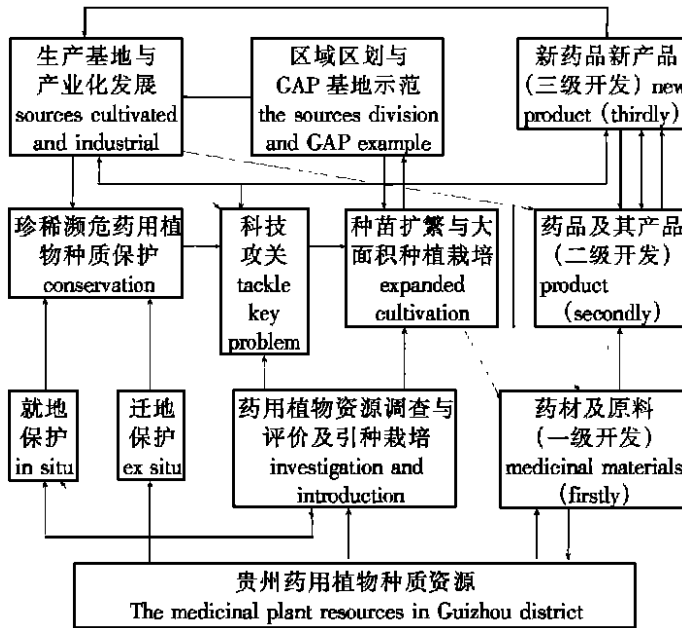 生产基地与
产业化发展
sources cultivated
and industrial
区域区划与
GAP 基地示范
the sources division
and GAP example
新药品新产品
(三级开发) new
product (thirdly)
珍稀濒危药用植
物种质保护
conservation
科技
攻关
tackle
key
problem
种苗扩繁与大
面积种植栽培
expanded
cultivation
药品及其产品
(二级开发)
product
(secondly)
就地
保护
in situ
迁地
保护
ex situ
药用植物资源调查与
评价及引种栽培
investigation and
introduction
药材及原料
(一级开发)
medicinal materials
(firstly)
贵州药用植物种质资源
The medicinal plant resources in Guizhou district